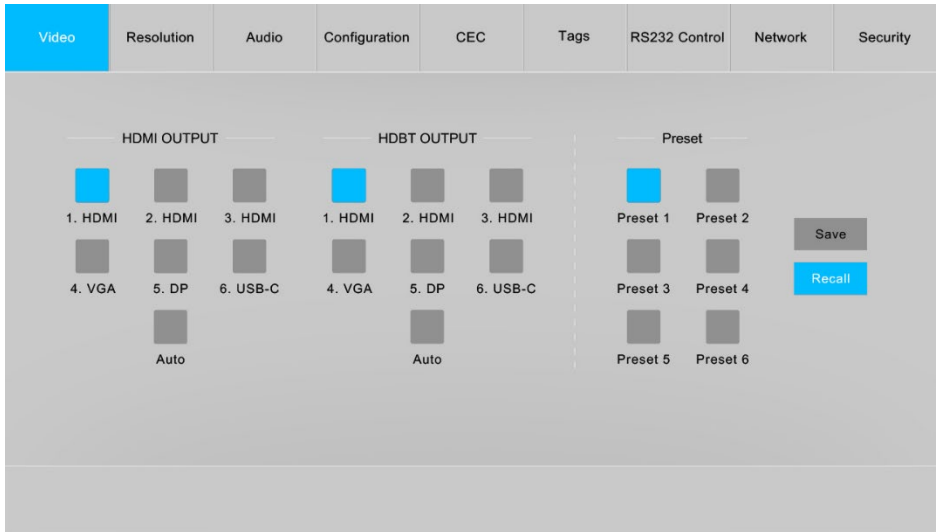 Video Resolution Audio Configuration CEC Tags RS232 Control Network Security
HDMI OUTPUT HDBT OUTPUT Preset
1. HDMI 2. HDMI 3. HDMI 1. HDMI 2. HDMI 3. HDMI Preset 1 Preset 2
Save
Recall
4. VGA 5. DP 6. USB-C 4. VGA 5. DP 6. USB-C Preset 3 Preset 4
Auto Auto Preset 5 Preset 6